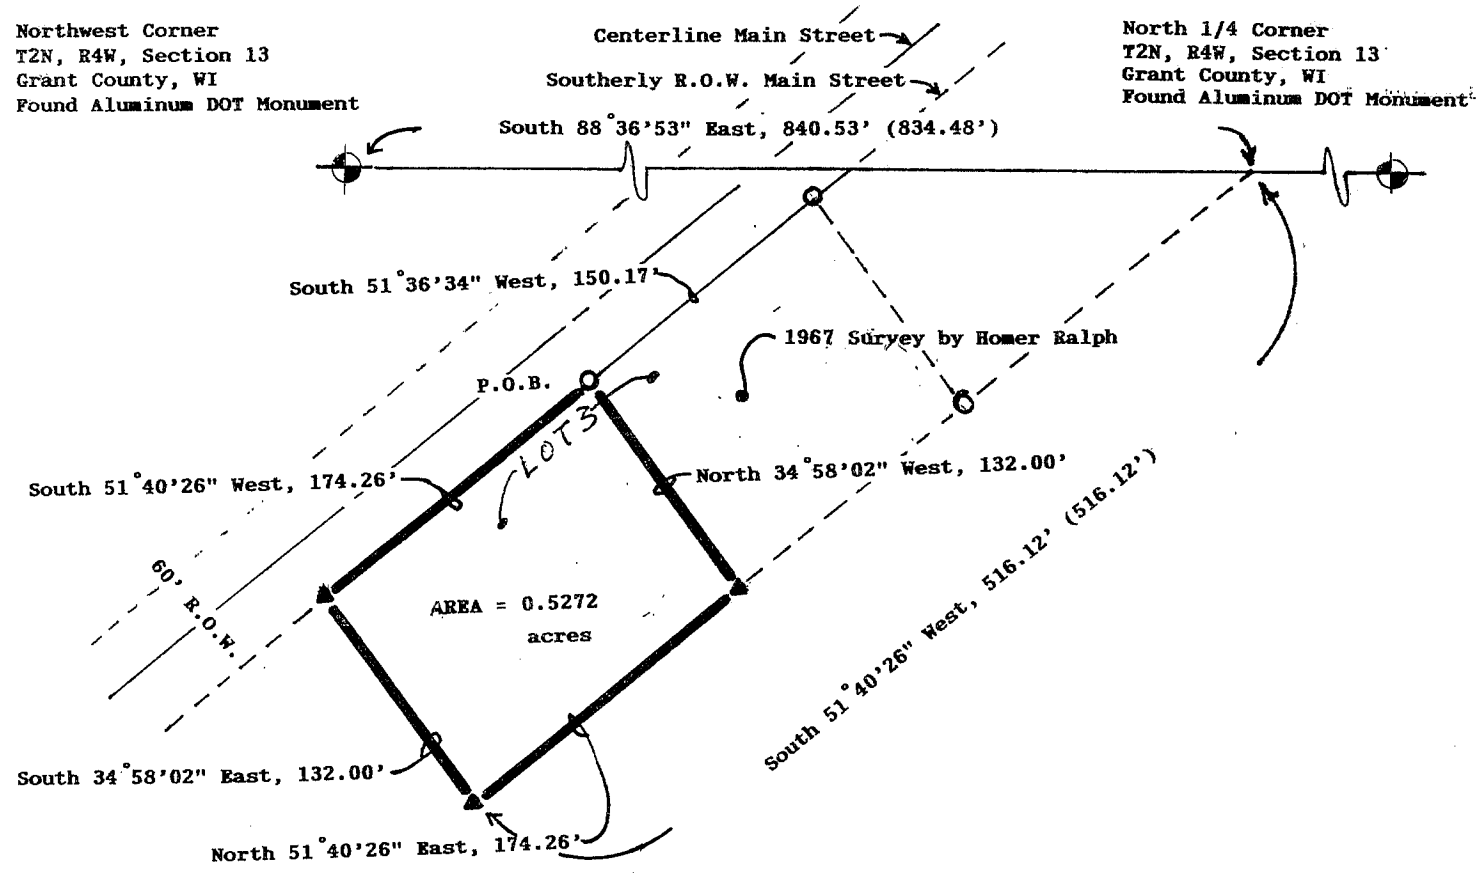 Northwest Corner
T2N, R4W, Section 13
Grant County, WI
Found Aluminum DOT Monument
Centerline Main Street
Southerly R.O.W. Main Street
North 1/4 Corner
T2N, R4W, Section 13
Grant County, WI
Found Aluminum DOT Monument
South 88°36'53" East, 840.53' (834.48')
South 51°36'34" West, 150.17'
1967 Survey by Homer Ralph
P.O.B.
LOT 3
South 51°40'26" West, 174.26'
North 34°58'02" West, 132.00'
60' R.O.W.
AREA = 0.5272
acres
South 51°40'26" West, 516.12' (516.12')
South 34°58'02" East, 132.00'
North 51°40'26" East, 174.26'